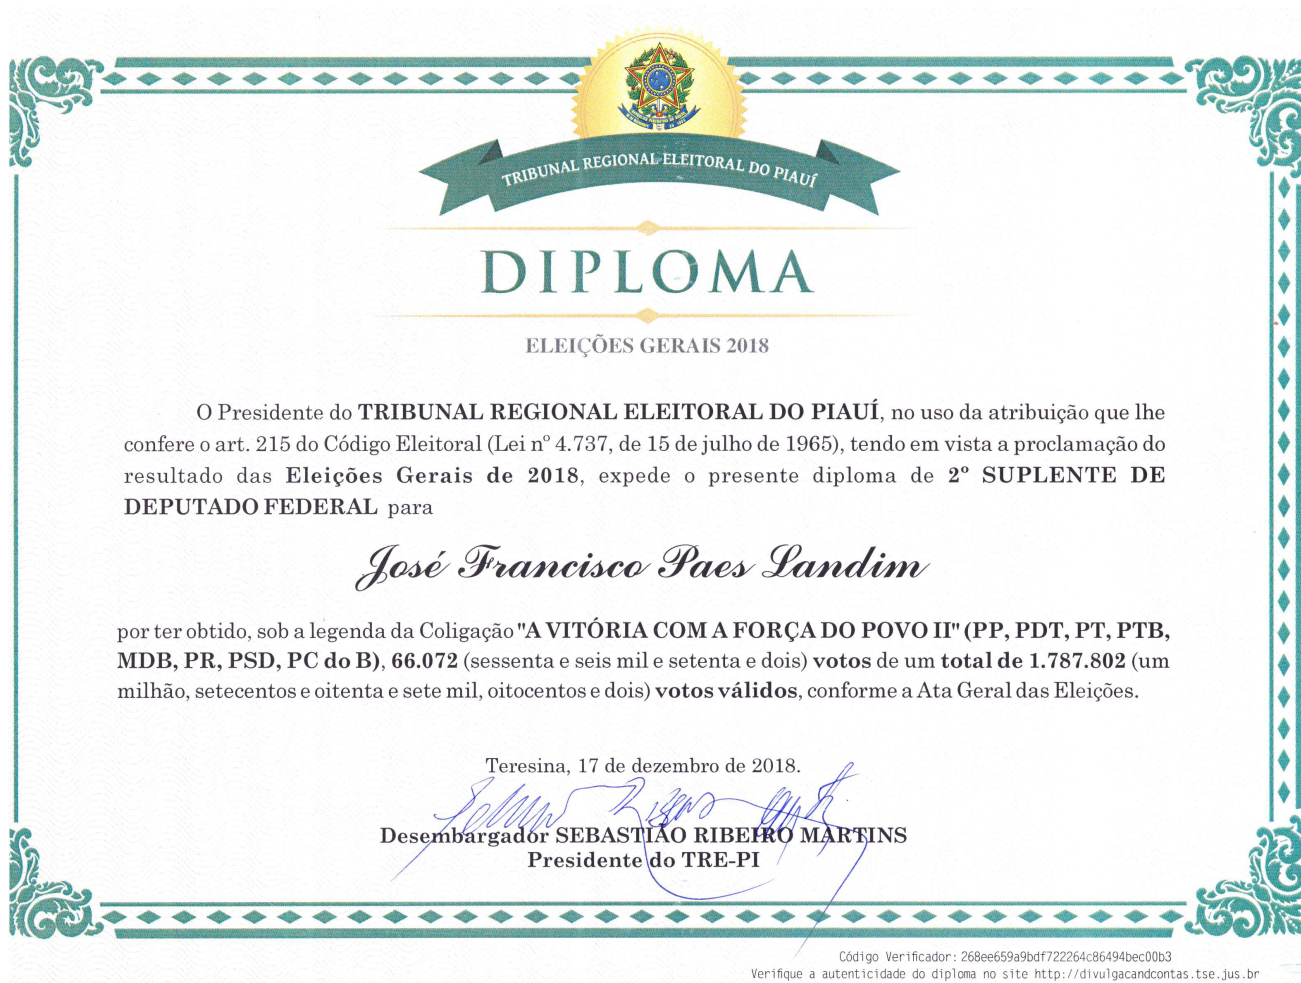 TRIBUNAL REGIONAL ELEITORAL DO PIAUÍ
DIPLOMA
ELEIÇÕES GERAIS 2018
O Presidente do TRIBUNAL REGIONAL ELEITORAL DO PIAUÍ, no uso da atribuição que lhe
confere o art. 215 do Código Eleitoral (Lei nº 4.737, de 15 de julho de 1965), tendo em vista a proclamação do
resultado das Eleições Gerais de 2018, expede o presente diploma de 2º SUPLENTE DE
DEPUTADO FEDERAL para
José Francisco Paes Landim
por ter obtido, sob a legenda da Coligação "A VITÓRIA COM A FORÇA DO POVO II" (PP, PDT, PT, PTB,
MDB, PR, PSD, PC do B), 66.072 (sessenta e seis mil e setenta e dois) votos de um total de 1.787.802 (um
milhão, setecentos e oitenta e sete mil, oitocentos e dois) votos válidos, conforme a Ata Geral das Eleições.
Teresina, 17 de dezembro de 2018.
Desembargador SEBASTIÃO RIBEIRO MARTINS
Presidente do TRE-PI
Código Verificador: 268ee659a9bdf722264c86494bec00b3
Verifique a autenticidade do diploma no site http://divulgacandcontas.tse.jus.br